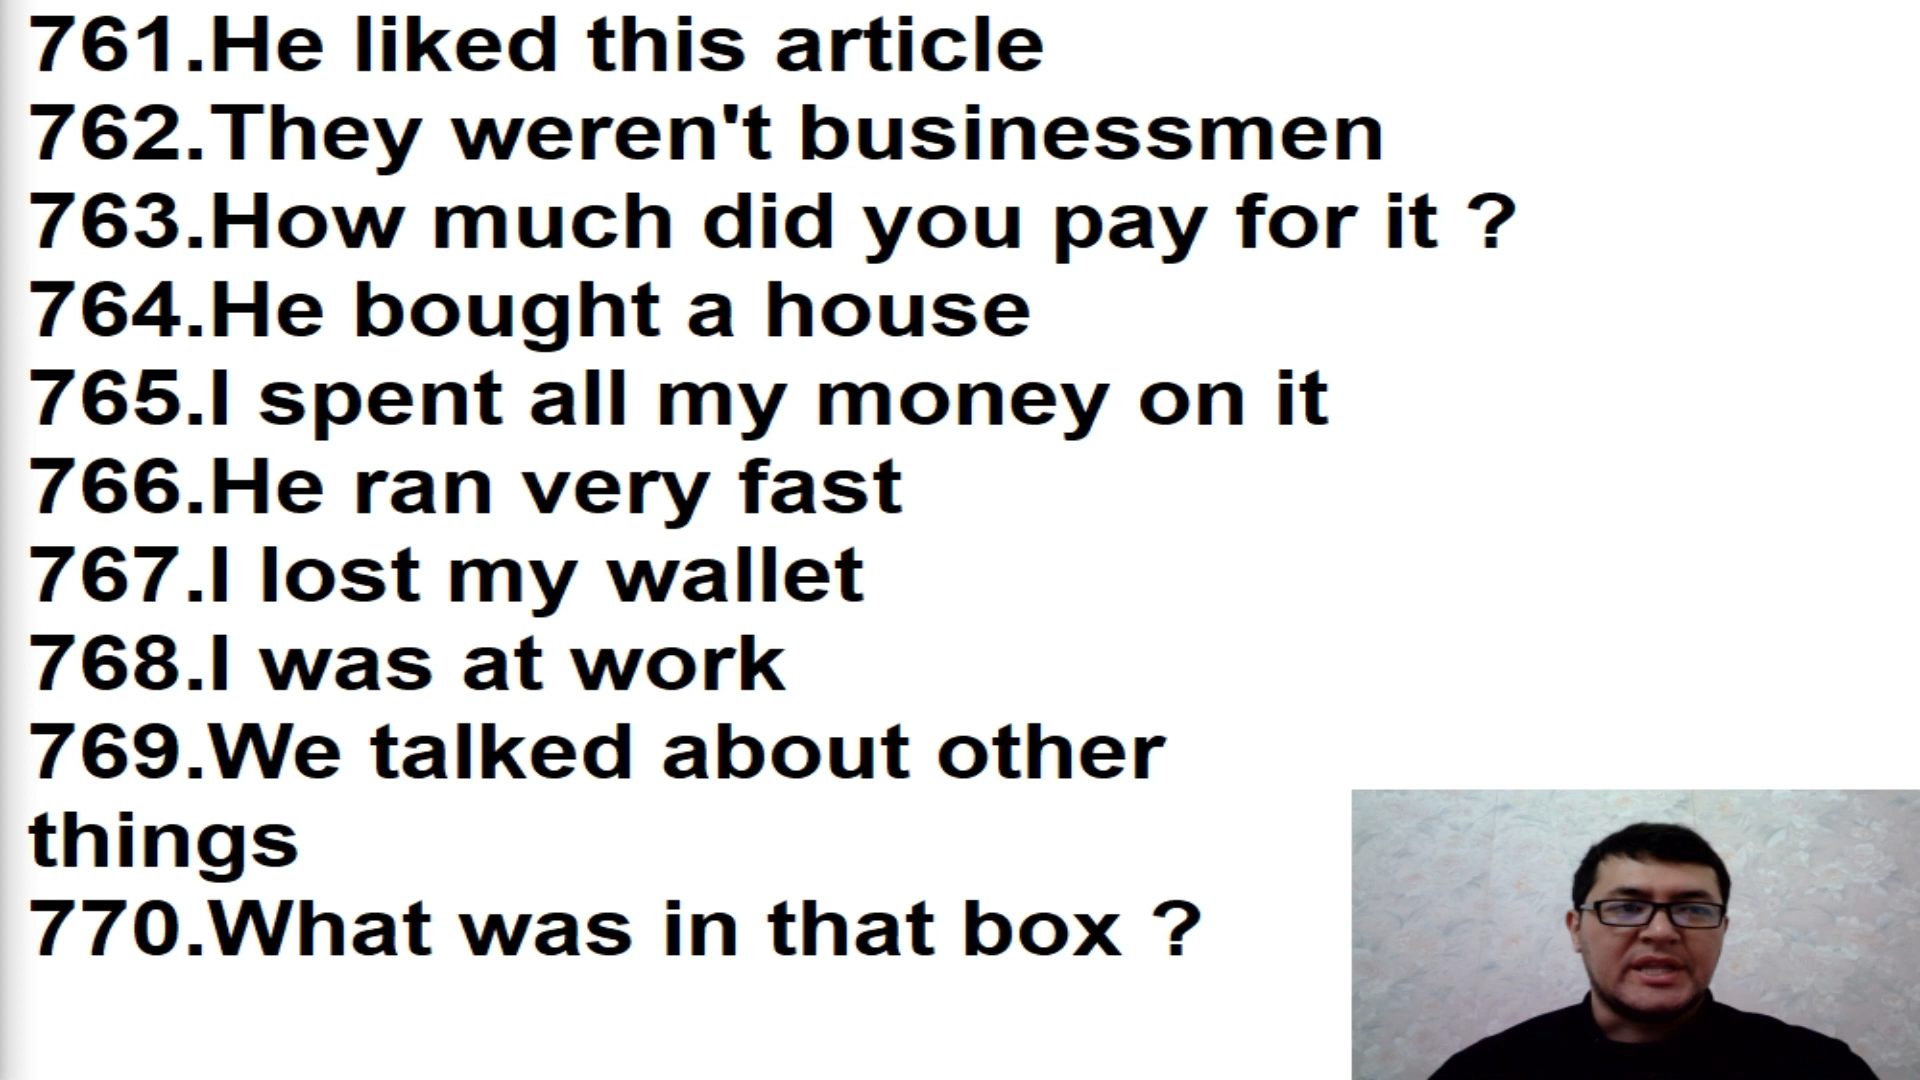 761.He liked this article
762.They weren't businessmen
763.How much did you pay for it ?
764.He bought a house
765.I spent all my money on it
766.He ran very fast
767.I lost my wallet
768.I was at work
769.We talked about other
things
770.What was in that box ?